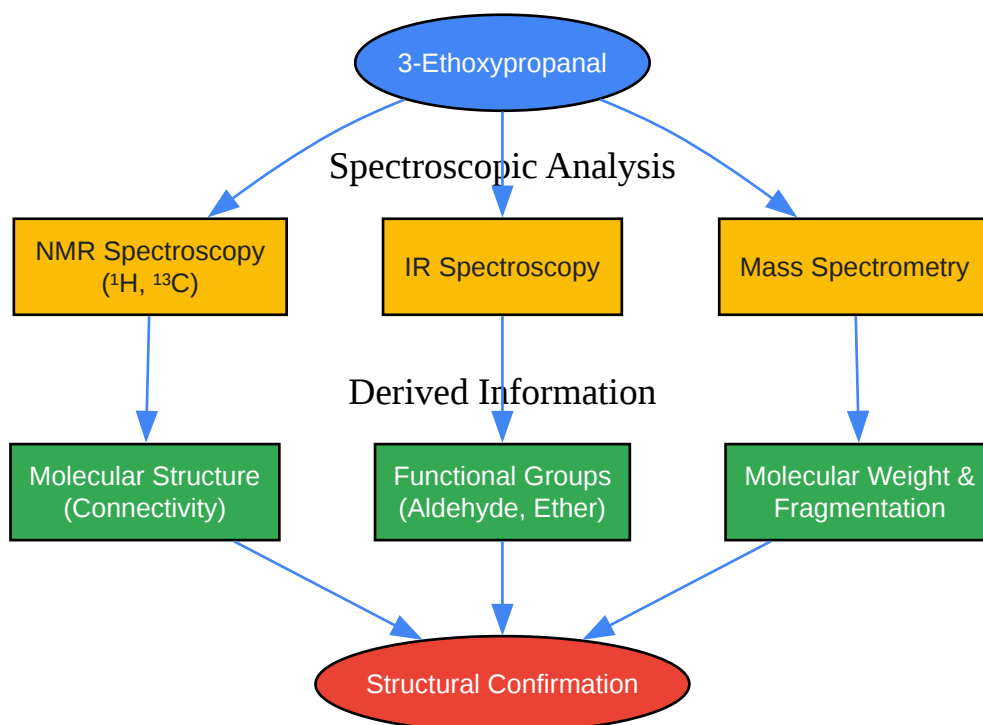 3-Ethoxypropanal
Spectroscopic Analysis
NMR Spectroscopy
(¹H, ¹³C)
IR Spectroscopy
Mass Spectrometry
Derived Information
Molecular Structure
(Connectivity)
Functional Groups
(Aldehyde, Ether)
Molecular Weight &
Fragmentation
Structural Confirmation